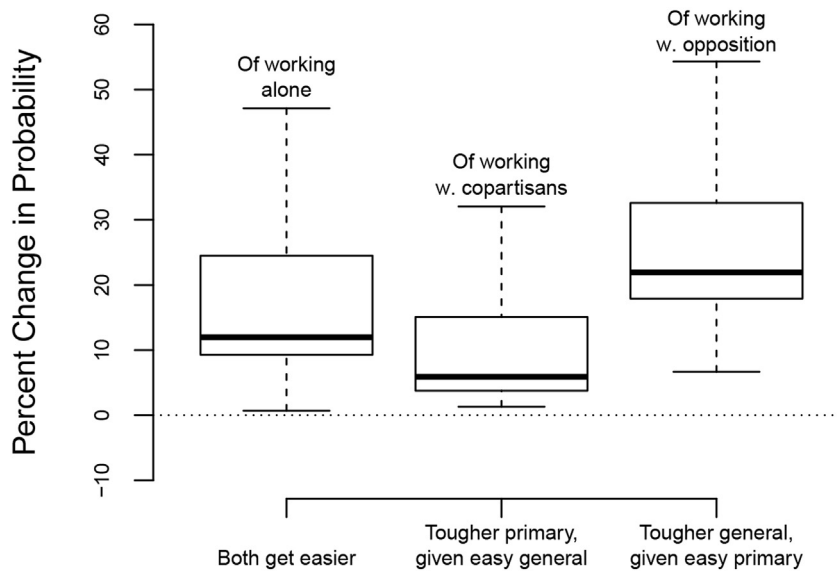 Percent Change in Probability
60
50
40
30
20
10
0
−10
Of working
alone
Of working
w. copartisans
Of working
w. opposition
Both get easier
Tougher primary,
given easy general
Tougher general,
given easy primary